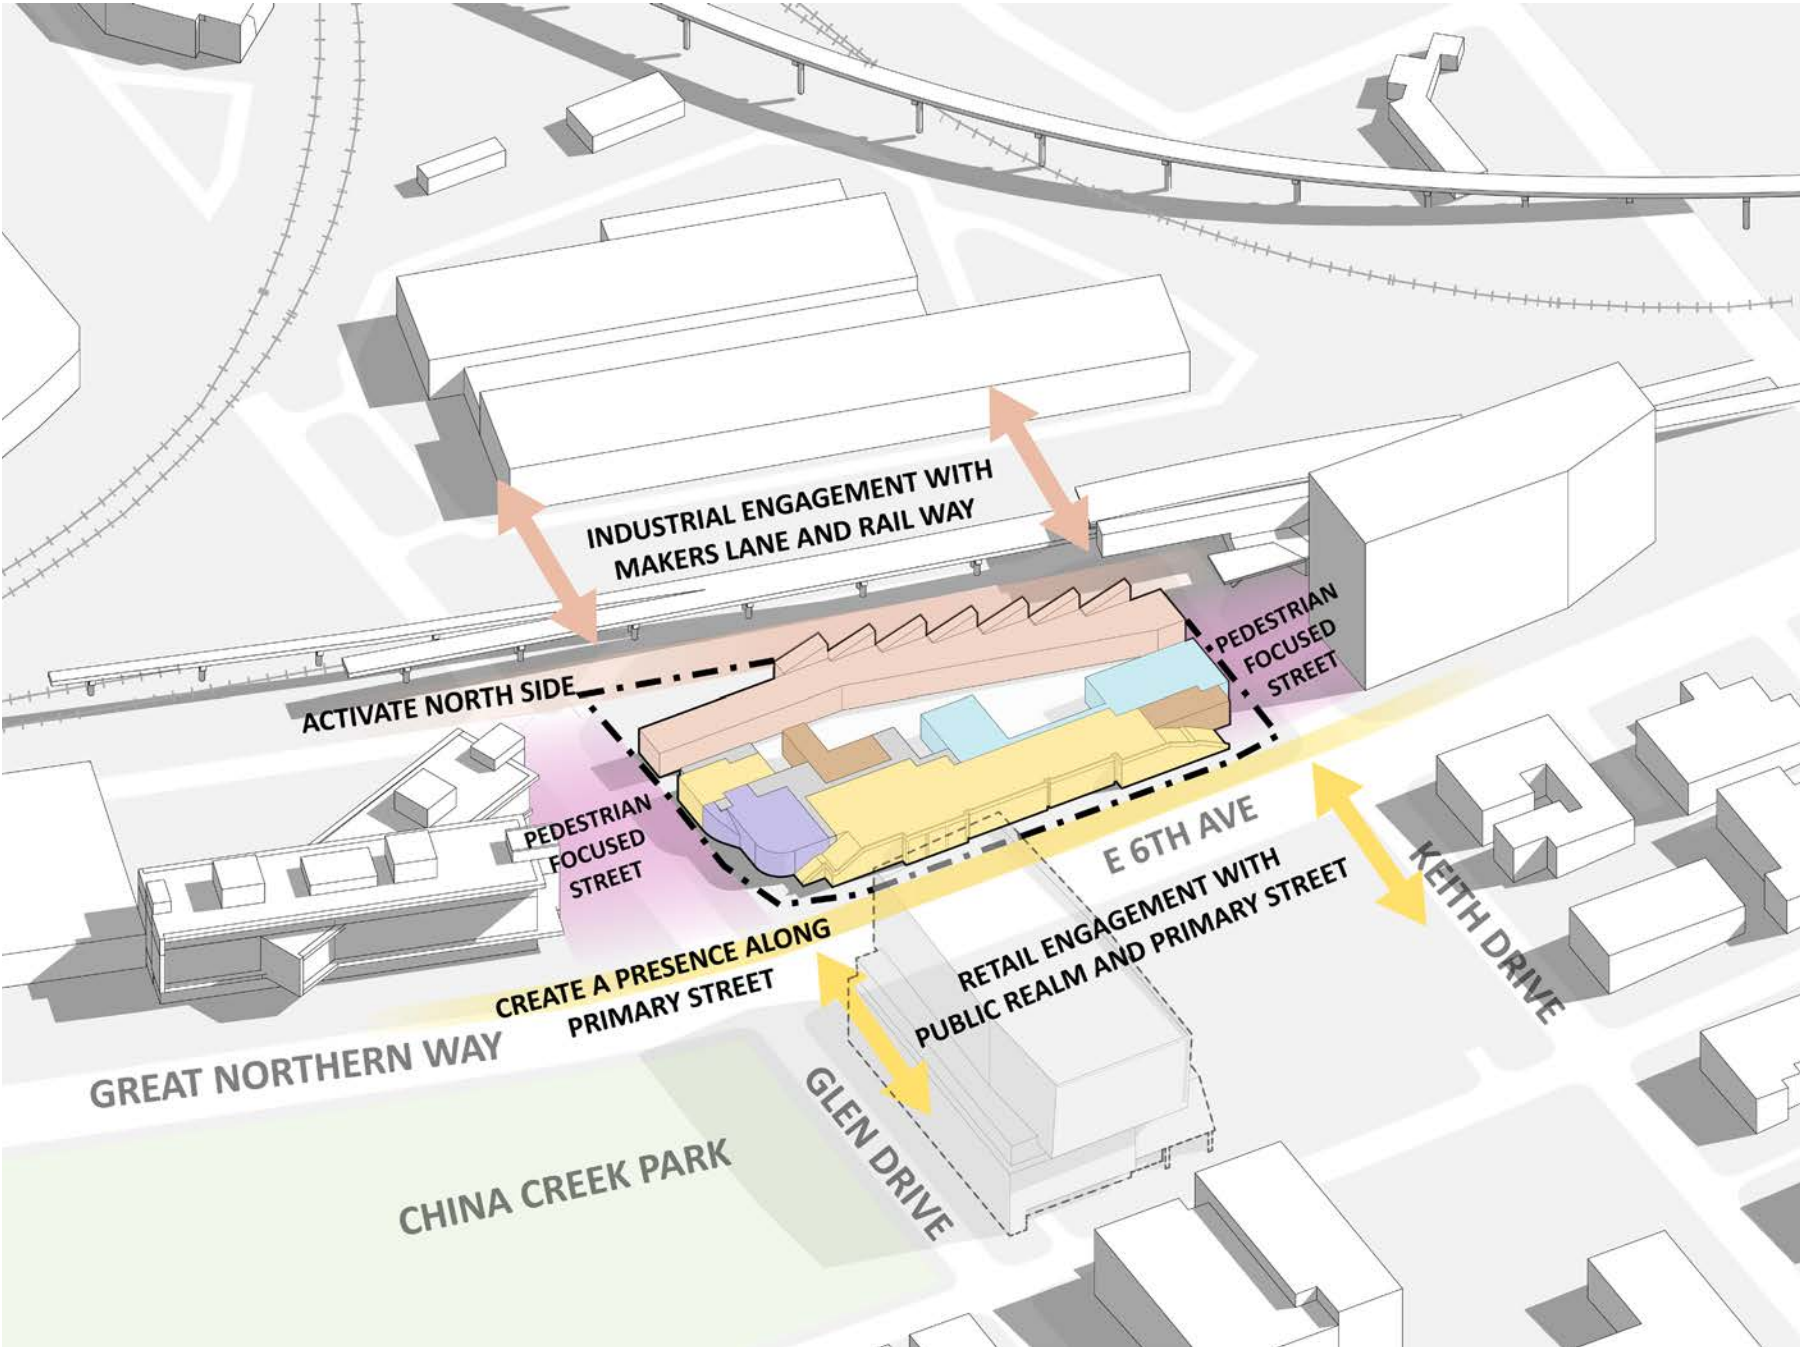 INDUSTRIAL ENGAGEMENT WITH
MAKERS LANE AND RAIL WAY
PEDESTRIAN
FOCUSED
STREET
ACTIVATE NORTH SIDE
PEDESTRIAN
FOCUSED
STREET
E 6TH AVE
KEITH DRIVE
RETAIL ENGAGEMENT WITH
PUBLIC REALM AND PRIMARY STREET
CREATE A PRESENCE ALONG
PRIMARY STREET
GREAT NORTHERN WAY
GLEN DRIVE
CHINA CREEK PARK